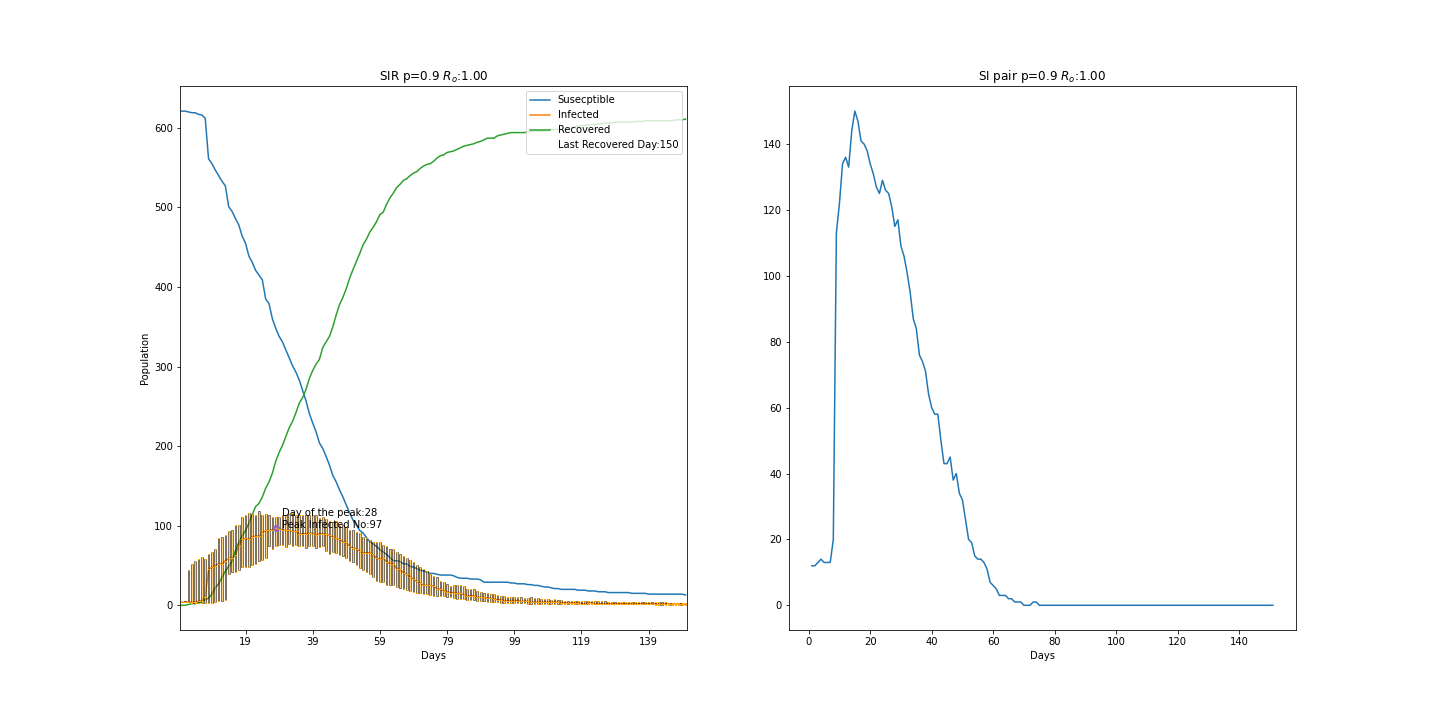 SIR p=0.9 Rₒ:1.00
Susecptible
Infected
Recovered
Last Recovered Day:150
600
500
400
300
200
100
0
Population
Day of the peak:28
Peak Infected No:97
19 39 59 79 99 119 139
Days
SI pair p=0.9 Rₒ:1.00
140
120
100
80
60
40
20
0
0 20 40 60 80 100 120 140
Days